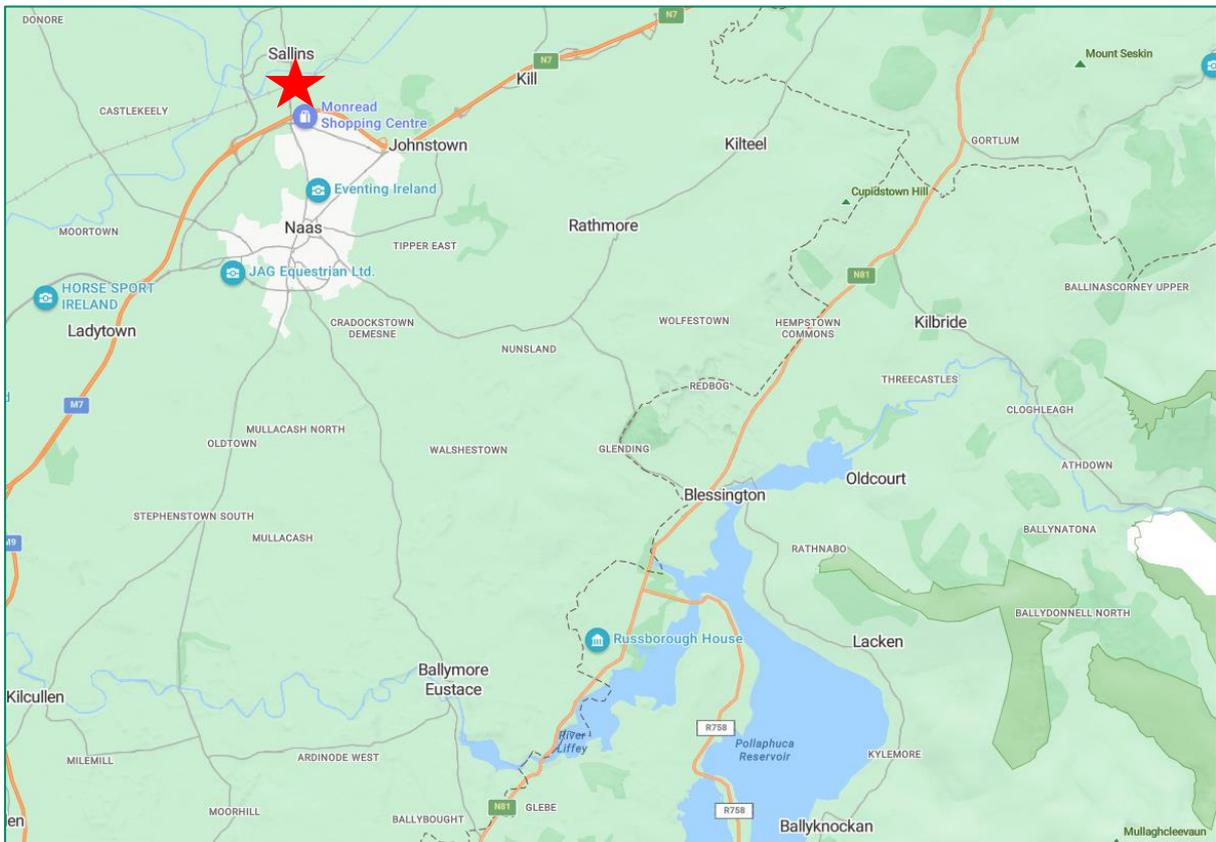 DONORE
Sallins
N7
Mount Seskin
N7
Kill
CASTLEKEELY
Monread
Shopping Centre
Johnstown
Kilteel
GORTLUM
Eventing Ireland
Cupidstown Hill
MOORTOWN
Naas
Rathmore
TIPPER EAST
JAG Equestrian Ltd.
N81
HORSE SPORT
IRELAND
BALLINASCORNEY UPPER
Ladytown
CRADOCKSTOWN
DEMESNE
WOLFESTOWN
HEMPSTOWN
COMMONS
Kilbride
NUNSLAND
REDBOG
THREECASTLES
M7
CLOGHLEAGH
MULLACASH NORTH
OLDTOWN
WALSHESTOWN
GLENDING
ATHDOWN
Oldcourt
Blessington
STEPHENSTOWN SOUTH
BALLYNATONA
MULLACASH
M9
RATHNABO
BALLYDONNELL NORTH
Russborough House
Lacken
Ballymore
Eustace
Kilcullen
R758
River
Liffey
Pollaphuca
Reservoir
MILEMILL
ARDINODE WEST
KYLEMORE
N81
GLEBE
R758
MOORHILL
BALLYBOUGHT
en
Ballyknockan
Mullaghcleevaun